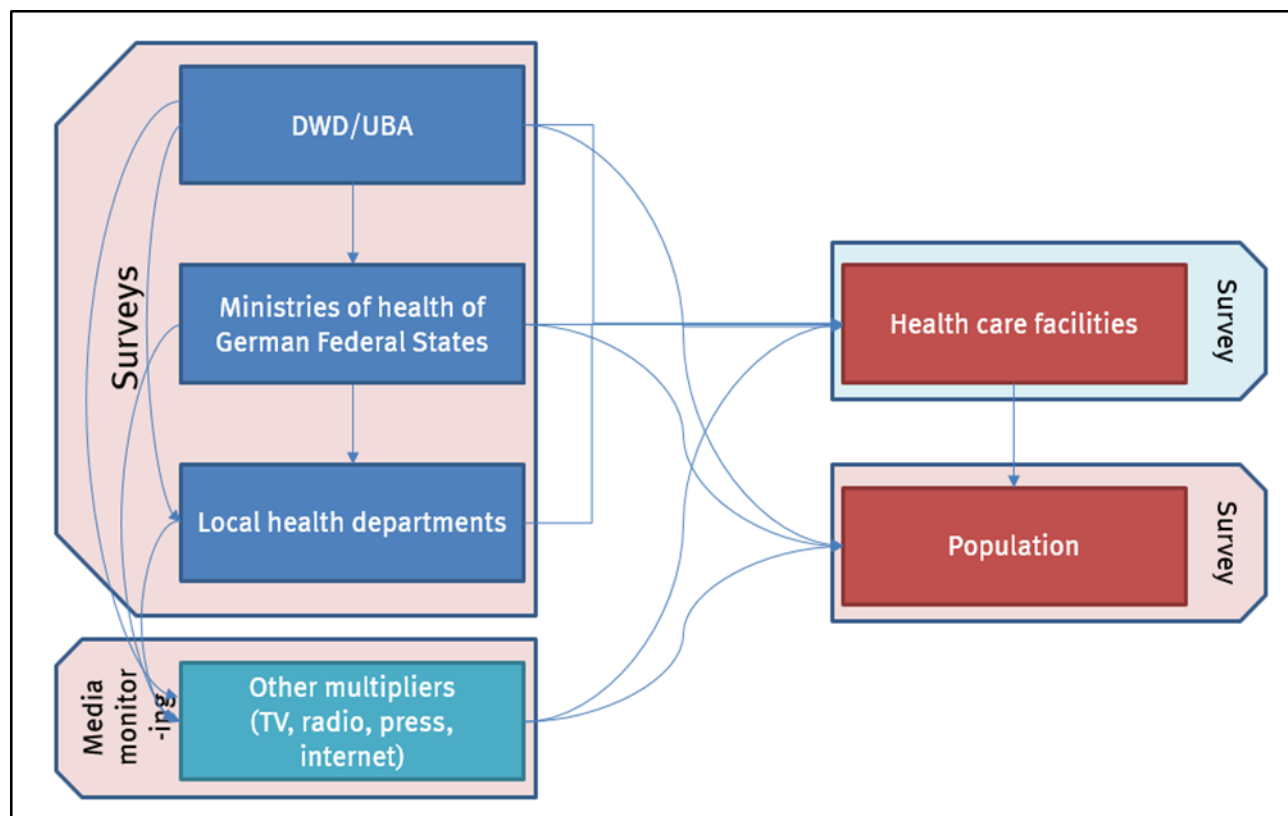 Surveys
DWD/UBA
Ministries of health of
German Federal States
Local health departments
Media
monitor
-ing
Other multipliers
(TV, radio, press,
internet)
Health care facilities
Survey
Population
Survey